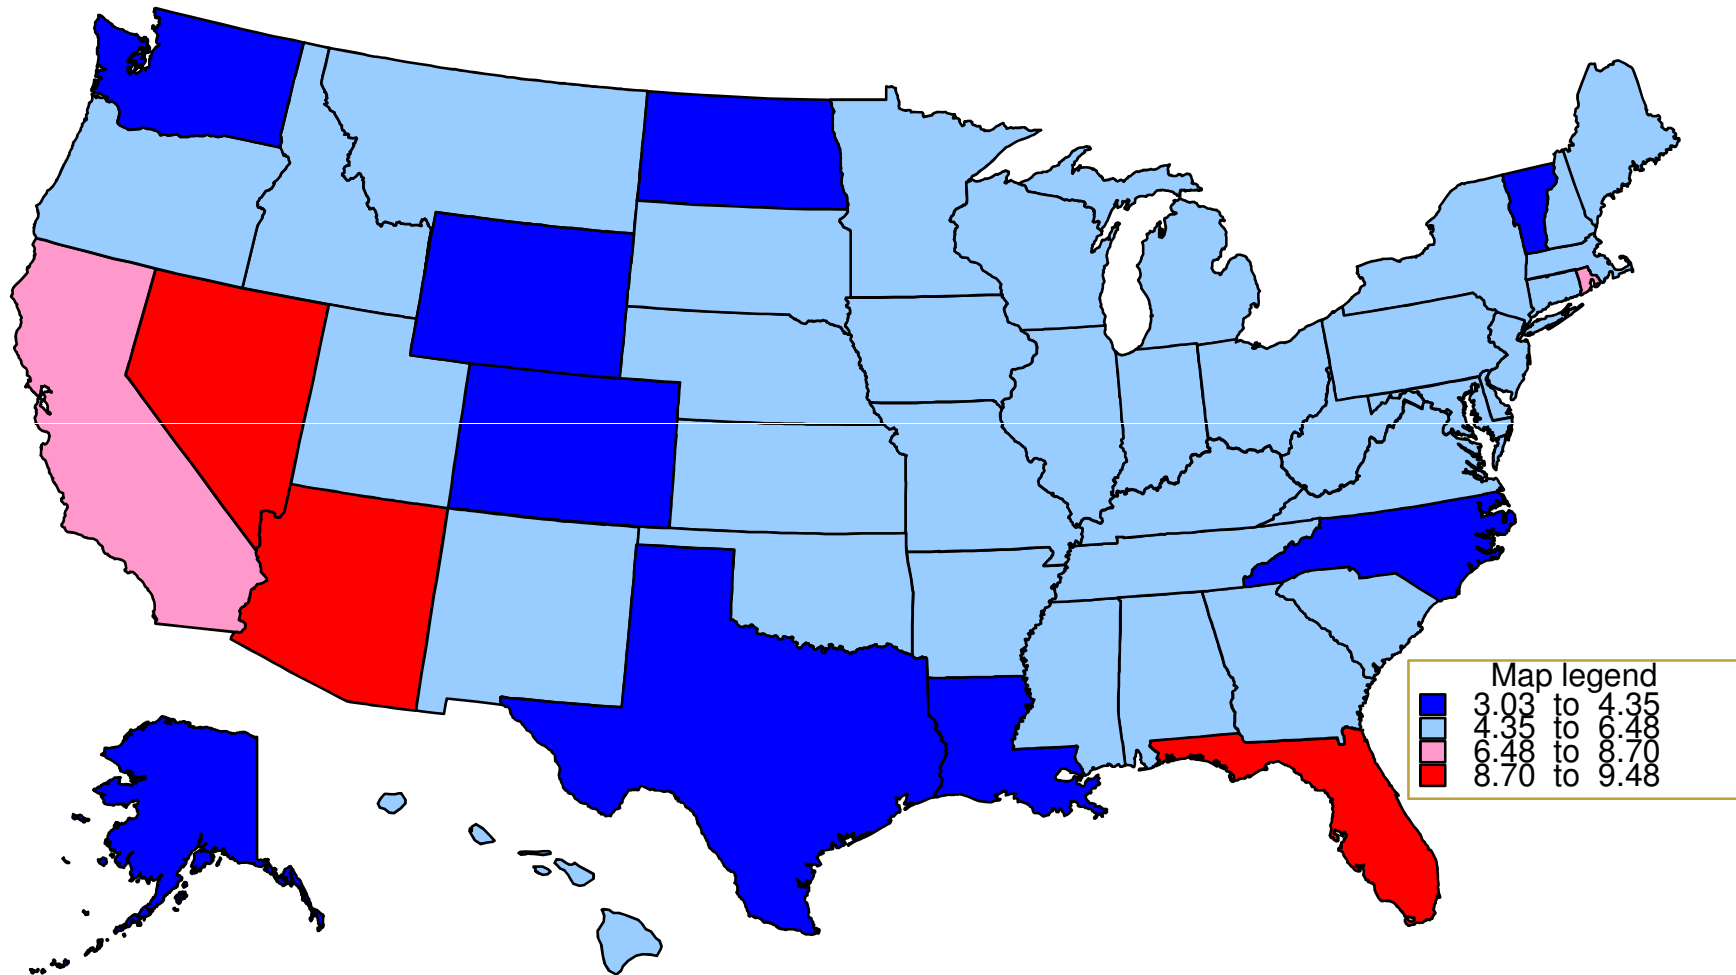 Map legend
3.03 to 4.35
4.35 to 6.48
6.48 to 8.70
8.70 to 9.48